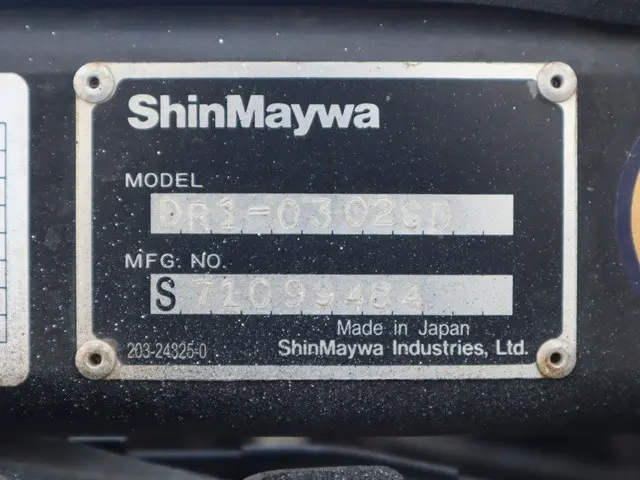 ShinMaywa
MODEL
DR1-0302SD
MFG. NO.
S 71099484
Made in Japan
203-24325-0
ShinMaywa Industries, Ltd.